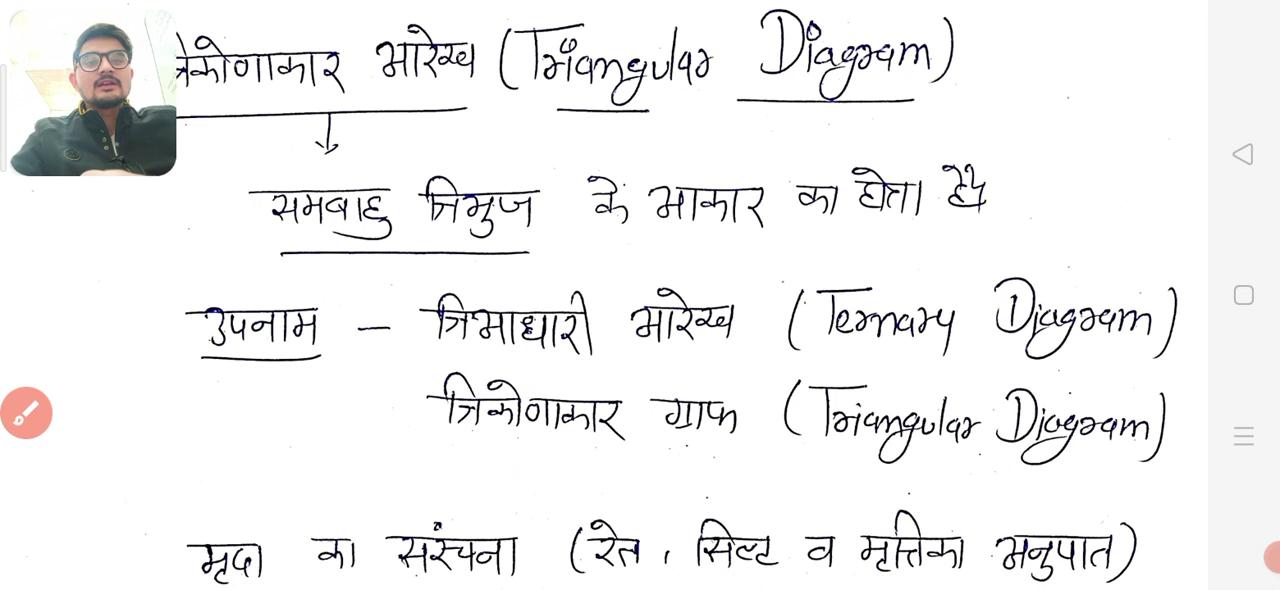 त्रिकोणाकार आरेख (Triangular Diagram)
समबाहु त्रिभुज के आकार का होता है।
उपनाम – त्रिआधारी आरेख (Ternary Diagram)
त्रिकोणाकार ग्राफ (Triangular Diagram)
मृदा का संरचना (रेत, सिल्ट व मृत्तिका अनुपात)